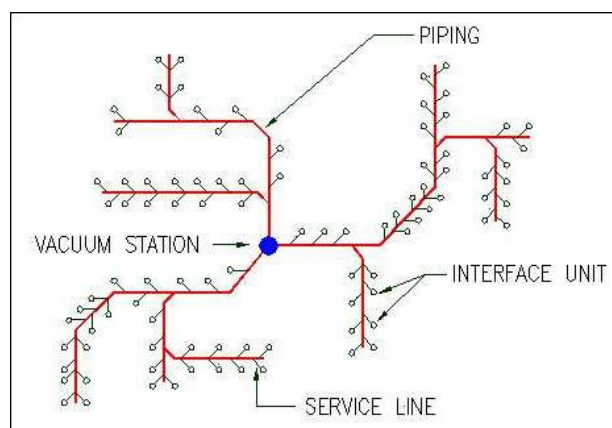 PIPING
VACUUM STATION
INTERFACE UNIT
SERVICE LINE